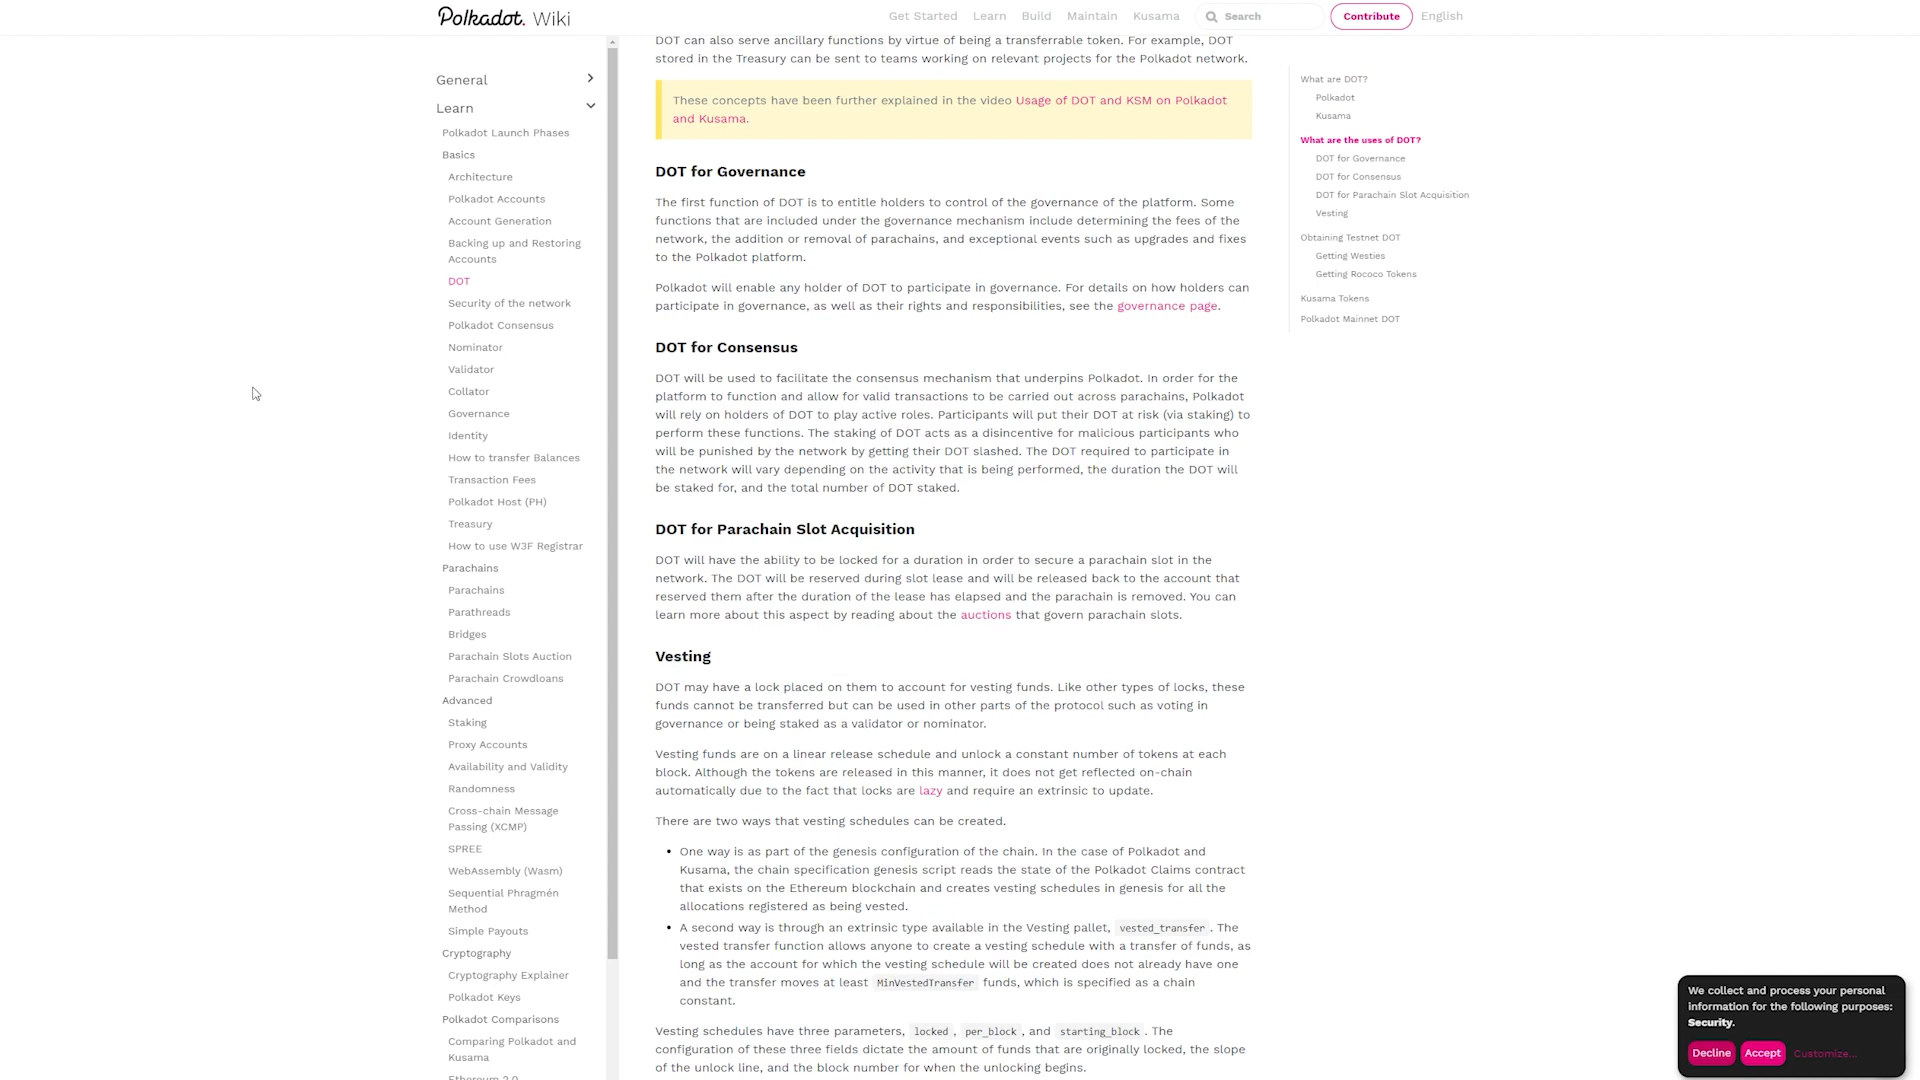 Polkadot. Wiki
Get Started
Learn
Build
Maintain
Kusama
Search
Contribute
English
General
Learn
Polkadot Launch Phases
Basics
Architecture
Polkadot Accounts
Account Generation
Backing up and Restoring
Accounts
DOT
Security of the network
Polkadot Consensus
Nominator
Validator
Collator
Governance
Identity
How to transfer Balances
Transaction Fees
Polkadot Host (PH)
Treasury
How to use W3F Registrar
Parachains
Parachains
Parathreads
Bridges
Parachain Slots Auction
Parachain Crowdloans
Advanced
Staking
Proxy Accounts
Availability and Validity
Randomness
Cross-chain Message
Passing (XCMP)
SPREE
WebAssembly (Wasm)
Sequential Phragmén
Method
Simple Payouts
Cryptography
Cryptography Explainer
Polkadot Keys
Polkadot Comparisons
Comparing Polkadot and
Kusama
Ethereum 2.0
DOT can also serve ancillary functions by virtue of being a transferrable token. For example, DOT
stored in the Treasury can be sent to teams working on relevant projects for the Polkadot network.
These concepts have been further explained in the video Usage of DOT and KSM on Polkadot
and Kusama.
DOT for Governance
The first function of DOT is to entitle holders to control of the governance of the platform. Some
functions that are included under the governance mechanism include determining the fees of the
network, the addition or removal of parachains, and exceptional events such as upgrades and fixes
to the Polkadot platform.
Polkadot will enable any holder of DOT to participate in governance. For details on how holders can
participate in governance, as well as their rights and responsibilities, see the governance page.
DOT for Consensus
DOT will be used to facilitate the consensus mechanism that underpins Polkadot. In order for the
platform to function and allow for valid transactions to be carried out across parachains, Polkadot
will rely on holders of DOT to play active roles. Participants will put their DOT at risk (via staking) to
perform these functions. The staking of DOT acts as a disincentive for malicious participants who
will be punished by the network by getting their DOT slashed. The DOT required to participate in
the network will vary depending on the activity that is being performed, the duration the DOT will
be staked for, and the total number of DOT staked.
DOT for Parachain Slot Acquisition
DOT will have the ability to be locked for a duration in order to secure a parachain slot in the
network. The DOT will be reserved during slot lease and will be released back to the account that
reserved them after the duration of the lease has elapsed and the parachain is removed. You can
learn more about this aspect by reading about the auctions that govern parachain slots.
Vesting
DOT may have a lock placed on them to account for vesting funds. Like other types of locks, these
funds cannot be transferred but can be used in other parts of the protocol such as voting in
governance or being staked as a validator or nominator.
Vesting funds are on a linear release schedule and unlock a constant number of tokens at each
block. Although the tokens are released in this manner, it does not get reflected on-chain
automatically due to the fact that locks are lazy and require an extrinsic to update.
There are two ways that vesting schedules can be created.
• One way is as part of the genesis configuration of the chain. In the case of Polkadot and
Kusama, the chain specification genesis script reads the state of the Polkadot Claims contract
that exists on the Ethereum blockchain and creates vesting schedules in genesis for all the
allocations registered as being vested.
• A second way is through an extrinsic type available in the Vesting pallet, vested_transfer . The
vested transfer function allows anyone to create a vesting schedule with a transfer of funds, as
long as the account for which the vesting schedule will be created does not already have one
and the transfer moves at least MinVestedTransfer funds, which is specified as a chain
constant.
Vesting schedules have three parameters, locked , per_block , and starting_block . The
configuration of these three fields dictate the amount of funds that are originally locked, the slope
of the unlock line, and the block number for when the unlocking begins.
What are DOT?
Polkadot
Kusama
What are the uses of DOT?
DOT for Governance
DOT for Consensus
DOT for Parachain Slot Acquisition
Vesting
Obtaining Testnet DOT
Getting Westies
Getting Rococo Tokens
Kusama Tokens
Polkadot Mainnet DOT
We collect and process your personal
information for the following purposes:
Security.
Decline
Accept
Customize...